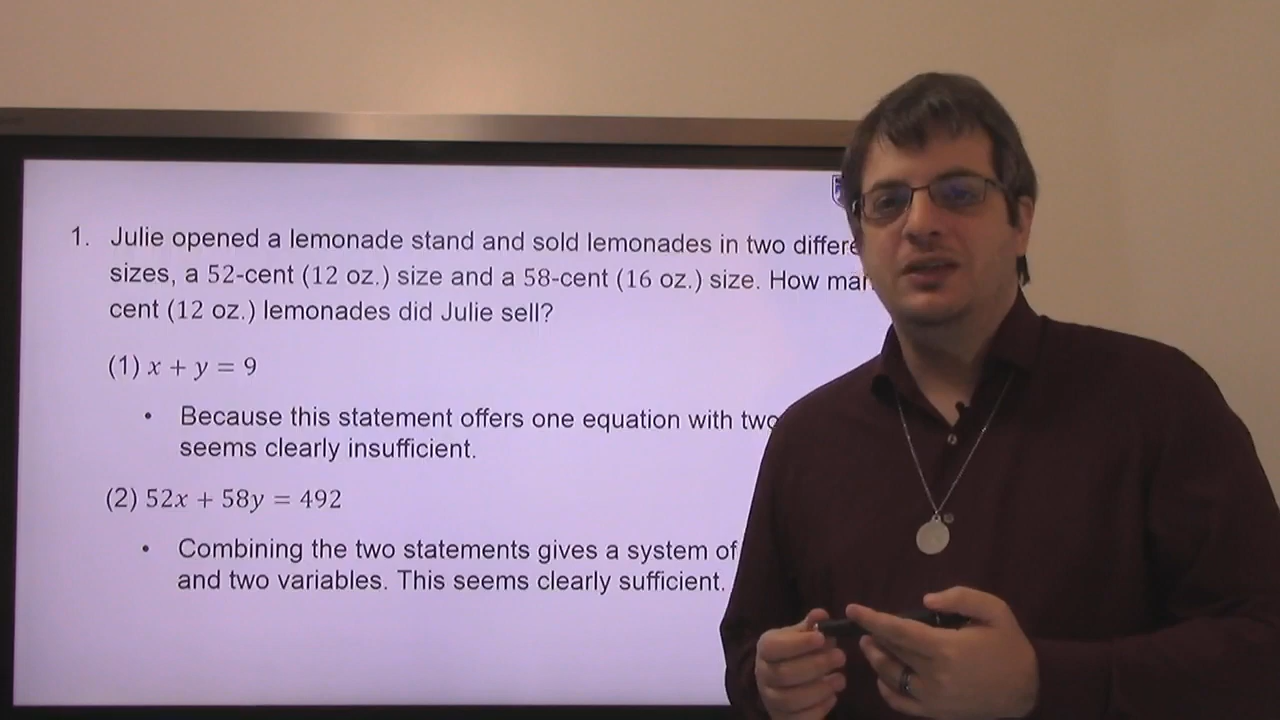 1. Julie opened a lemonade stand and sold lemonades in two
sizes, a 52-cent (12 oz.) size and a 58-cent (16 oz.) size. How
cent (12 oz.) lemonades did Julie sell?
(1) x + y = 9
• Because this statement offers one equation with two
seems clearly insufficient.
(2) 52x + 58y = 492
• Combining the two statements gives a system of
and two variables. This seems clearly sufficient.